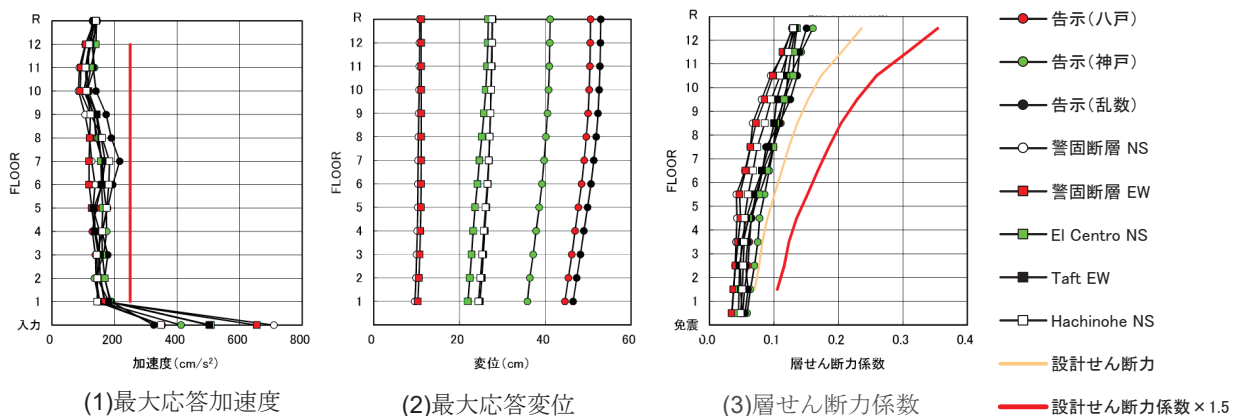 R
12
11
10
9
8
7
6
5
4
3
2
1
入力
FLOOR
0 200 400 600 800
加速度(cm/s²)
(1)最大応答加速度
R
12
11
10
9
8
7
6
5
4
3
2
1
FLOOR
0 20 40 60
変位(cm)
(2)最大応答変位
R
12
11
10
9
8
7
6
5
4
3
2
1
免震
FLOOR
0.0 0.1 0.2 0.3 0.4
層せん断力係数
(3)層せん断力係数
告示(八戸)
告示(神戸)
告示(乱数)
警固断層 NS
警固断層 EW
El Centro NS
Taft EW
Hachinohe NS
設計せん断力
設計せん断力係数×1.5